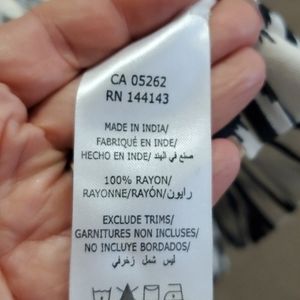 CA 05262
RN 144143
MADE IN INDIA/
FABRIQUÉ EN INDE/
HECHO EN INDE/ صنع في الهند
100% RAYON/
RAYONNE/RAYÓN/ رايون
EXCLUDE TRIMS/
GARNITURES NON INCLUSES/
NO INCLUYE BORDADOS/
ليس شمل زخرفي